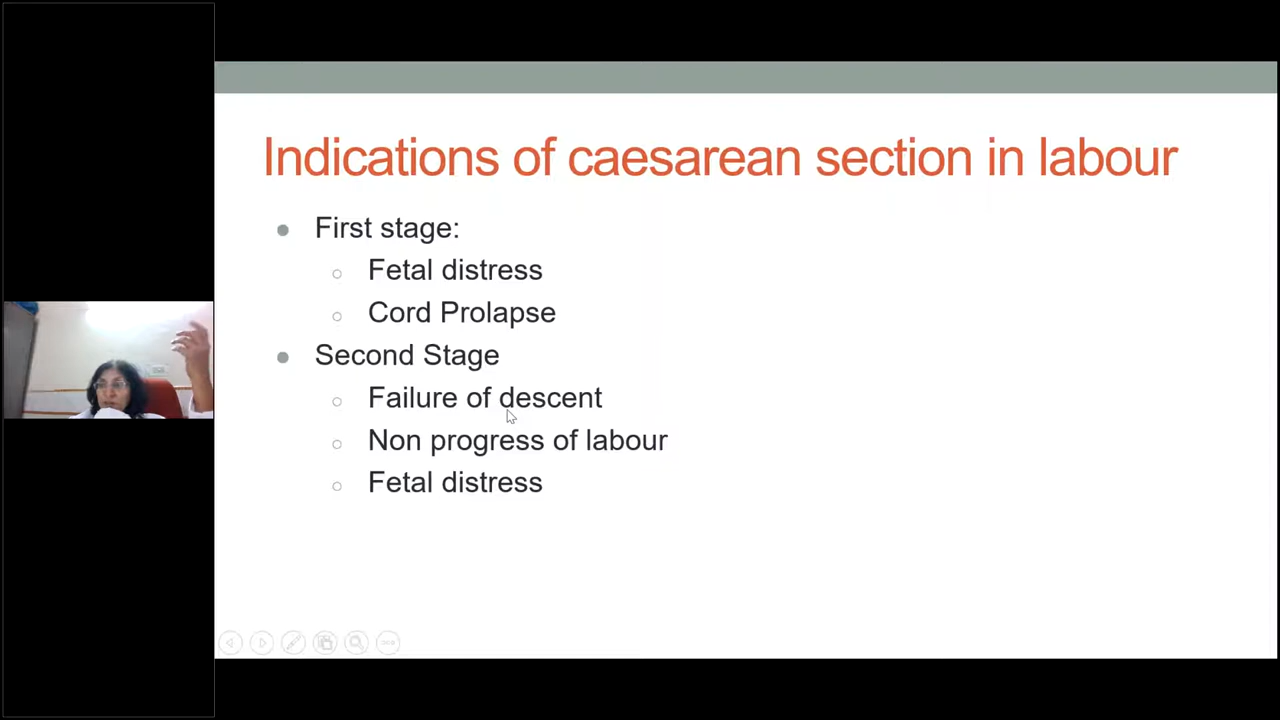 Indications of caesarean section in labour
First stage:
Fetal distress
Cord Prolapse
Second Stage
Failure of descent
Non progress of labour
Fetal distress